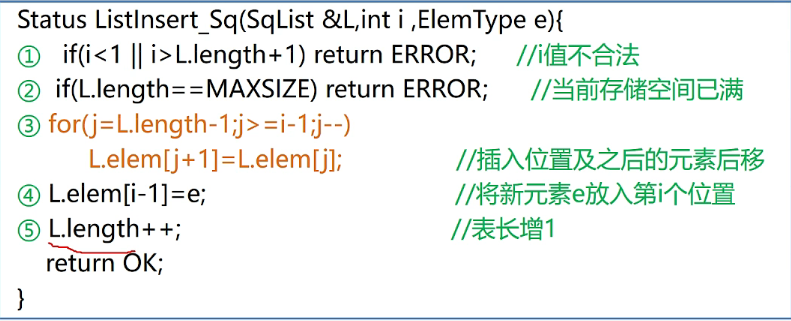 Status ListInsert_Sq(SqList &L,int i ,ElemType e){
① if(i<1 || i>L.length+1) return ERROR; //i值不合法
② if(L.length==MAXSIZE) return ERROR; //当前存储空间已满
③ for(j=L.length-1;j>=i-1;j--)
L.elem[j+1]=L.elem[j]; //插入位置及之后的元素后移
④ L.elem[i-1]=e; //将新元素e放入第i个位置
⑤ L.length++; //表长增1
return OK;
}